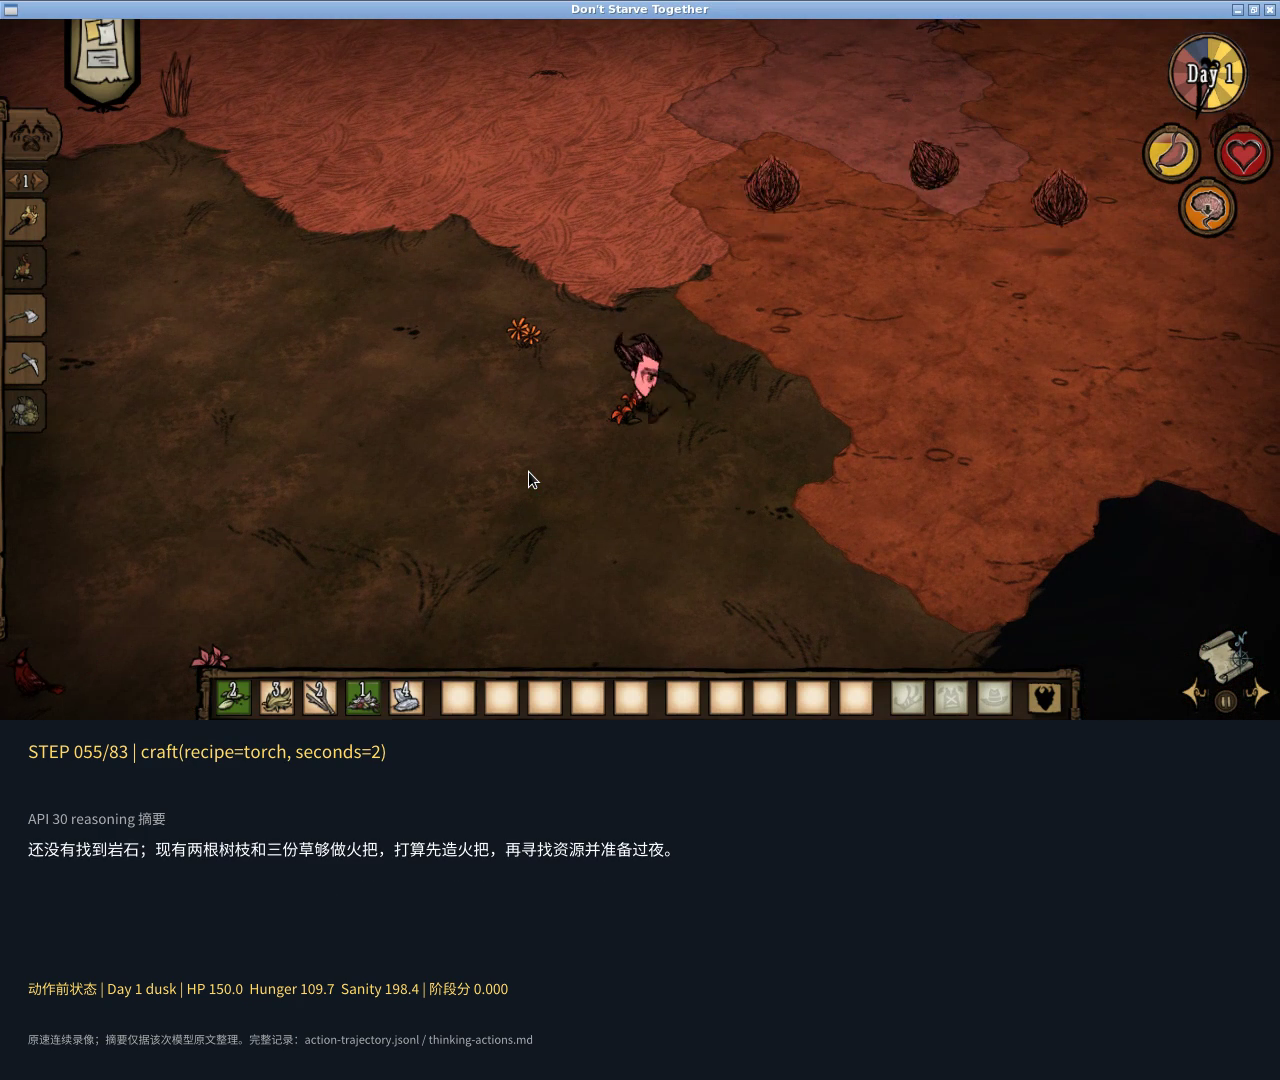 Don't Starve Together
Day 1
1
2 3 2 1 4
STEP 055/83 | craft(recipe=torch, seconds=2)
API 30 reasoning 摘要
还没有找到岩石；现有两根树枝和三份草够做火把，打算先造火把，再寻找资源并准备过夜。
动作前状态 | Day 1 dusk | HP 150.0 Hunger 109.7 Sanity 198.4 | 阶段分 0.000
原速连续录像；摘要仅据该次模型原文整理。完整记录：action-trajectory.jsonl / thinking-actions.md